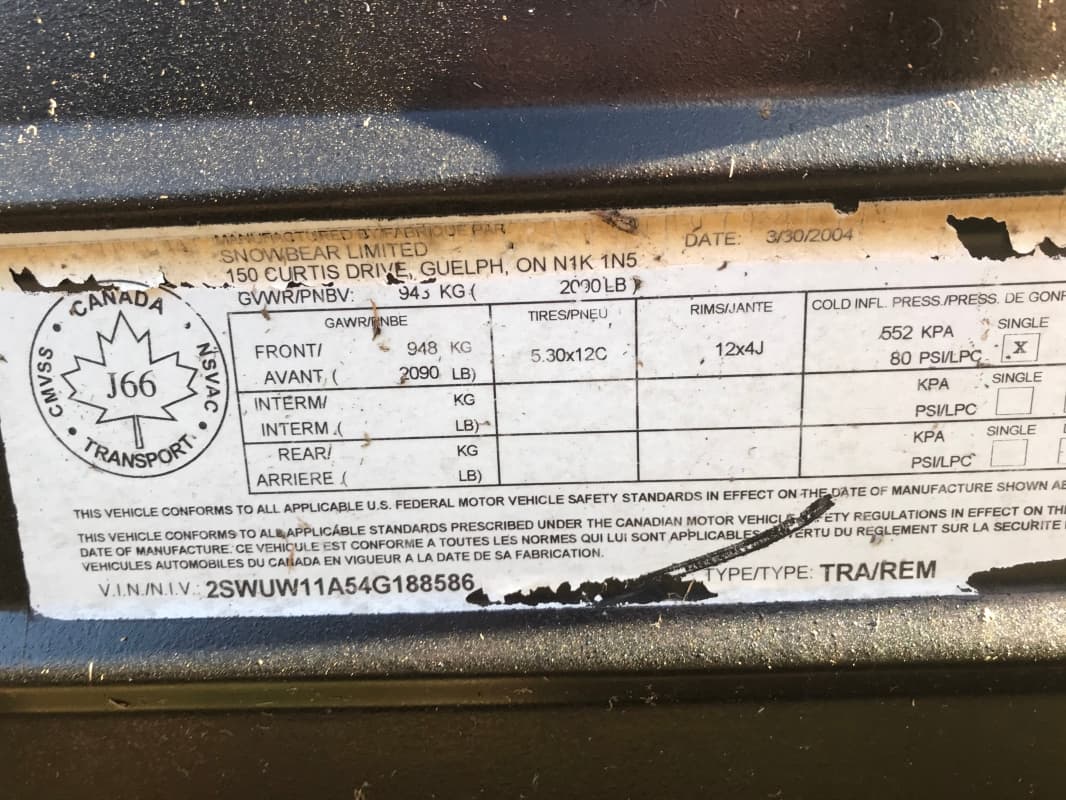 MANUFACTURED BY/FABRIQUE PAR
SNOWBEAR LIMITED DATE: 3/30/2004
150 CURTIS DRIVE, GUELPH, ON N1K 1N5
GVWR/PNBV: 943 KG ( 2090 LB )
CANADA
CMVSS NSVAC
J66
TRANSPORT
GAWR/PNBE TIRES/PNEU RIMS/JANTE COLD INFL. PRESS./PRESS. DE GONF
FRONT/ 948 KG 5.30x12C 12x4J 552 KPA SINGLE
AVANT ( 2090 LB) 80 PSI/LPC X
INTERM/ KG KPA SINGLE
INTERM ( LB) PSI/LPC
REAR/ KG KPA SINGLE
ARRIERE ( LB) PSI/LPC
THIS VEHICLE CONFORMS TO ALL APPLICABLE U.S. FEDERAL MOTOR VEHICLE SAFETY STANDARDS IN EFFECT ON THE DATE OF MANUFACTURE SHOWN
THIS VEHICLE CONFORMS TO ALL APPLICABLE STANDARDS PRESCRIBED UNDER THE CANADIAN MOTOR VEHICLE ETY REGULATIONS IN EFFECT ON THE
DATE OF MANUFACTURE. CE VEHICULE EST CONFORME A TOUTES LES NORMES QUI LUI SONT APPLICABLES VERTU DU REGLEMENT SUR LA SECURITE
VEHICULES AUTOMOBILES DU CANADA EN VIGUEUR A LA DATE DE SA FABRICATION.
V.I.N./N.I.V.: 2SWUW11A54G188586 TYPE/TYPE: TRA/REM